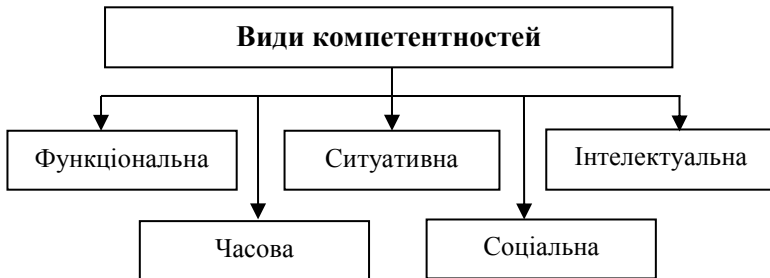 Види компетентностей
Функціональна
Ситуативна
Інтелектуальна
Часова
Соціальна